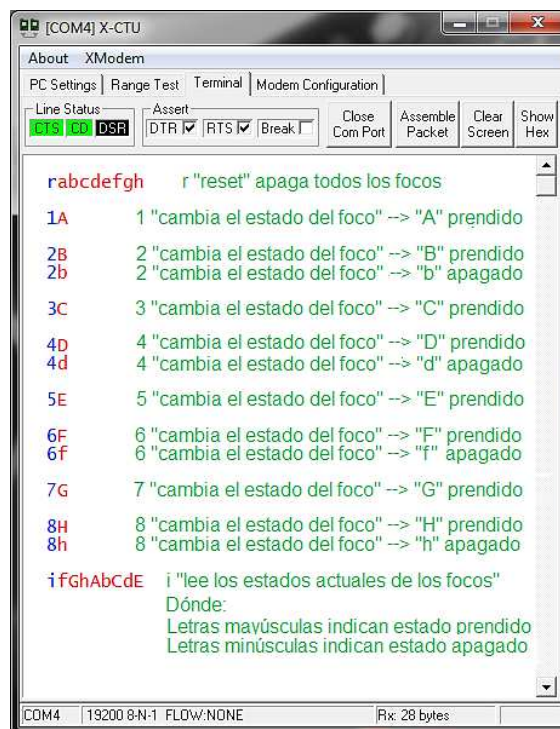 [COM4] X-CTU
About XModem
PC Settings Range Test Terminal Modem Configuration
Line Status Assert
CTS CD DSR DTR RTS Break Close Com Port Assemble Packet Clear Screen Show Hex
rabcdefgh r "reset" apaga todos los focos
1A 1 "cambia el estado del foco" --> "A" prendido
2B 2 "cambia el estado del foco" --> "B" prendido
2b 2 "cambia el estado del foco" --> "b" apagado
3C 3 "cambia el estado del foco" --> "C" prendido
4D 4 "cambia el estado del foco" --> "D" prendido
4d 4 "cambia el estado del foco" --> "d" apagado
5E 5 "cambia el estado del foco" --> "E" prendido
6F 6 "cambia el estado del foco" --> "F" prendido
6f 6 "cambia el estado del foco" --> "f" apagado
7G 7 "cambia el estado del foco" --> "G" prendido
8H 8 "cambia el estado del foco" --> "H" prendido
8h 8 "cambia el estado del foco" --> "h" apagado
ifGhAbCdE i "lee los estados actuales de los focos"
Dónde:
Letras mayúsculas indican estado prendido
Letras minúsculas indican estado apagado
COM4 19200 8-N-1 FLOW:NONE Rx: 28 bytes